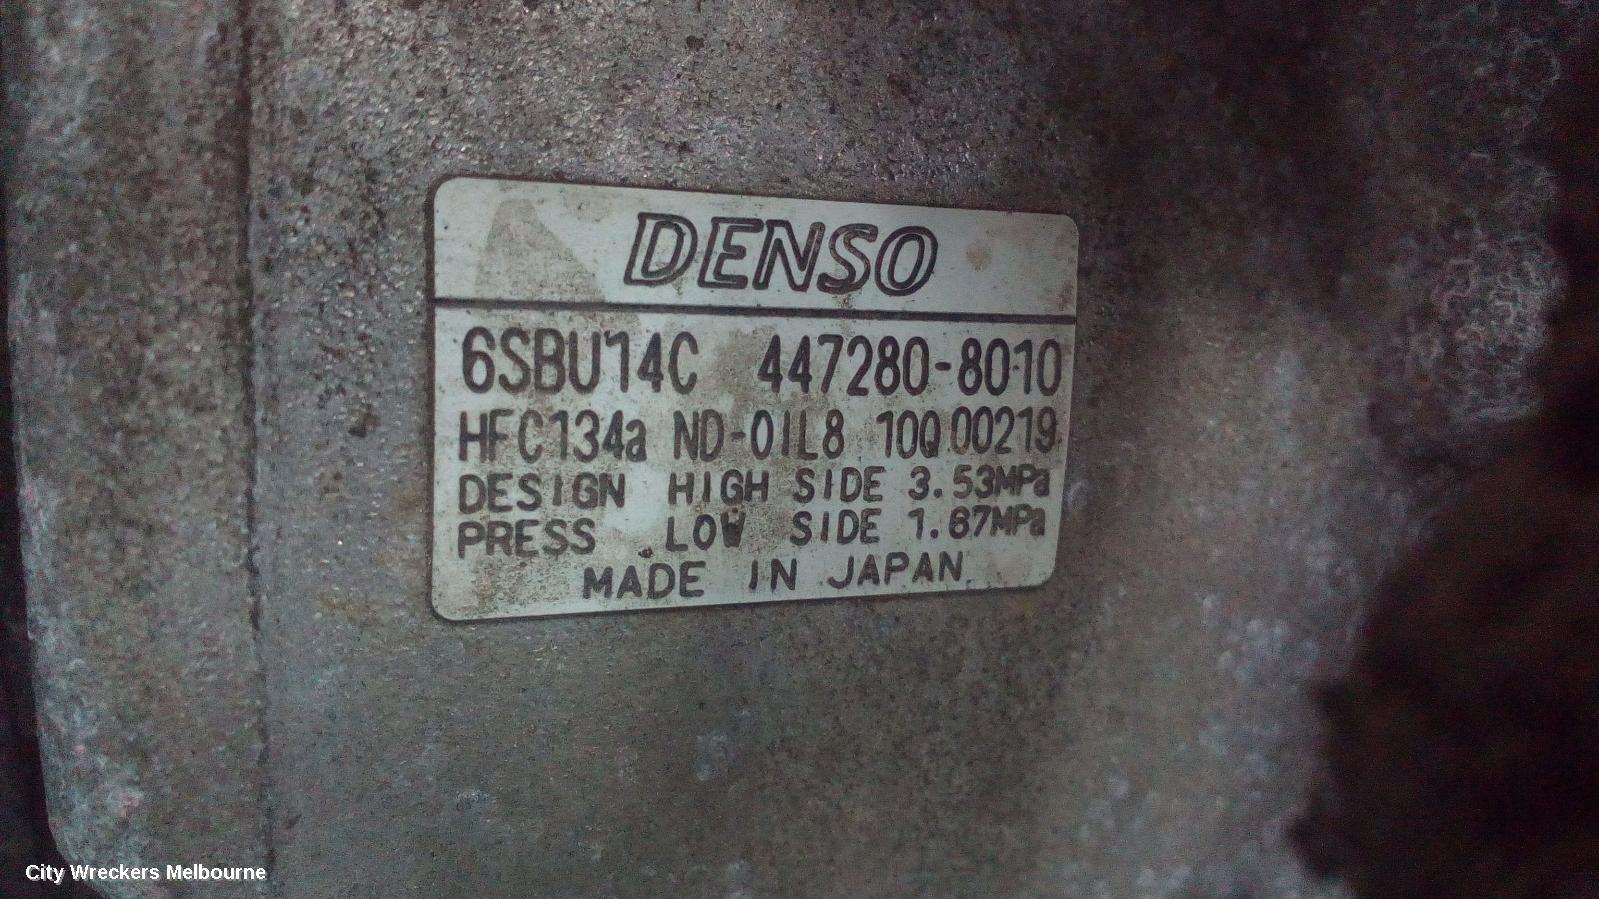 DENSO
6SBU14C 447280-8010
HFC134a ND-OIL8 10Q00219
DESIGN HIGH SIDE 3.53MPa
PRESS LOW SIDE 1.67MPa
MADE IN JAPAN
City Wreckers Melbourne